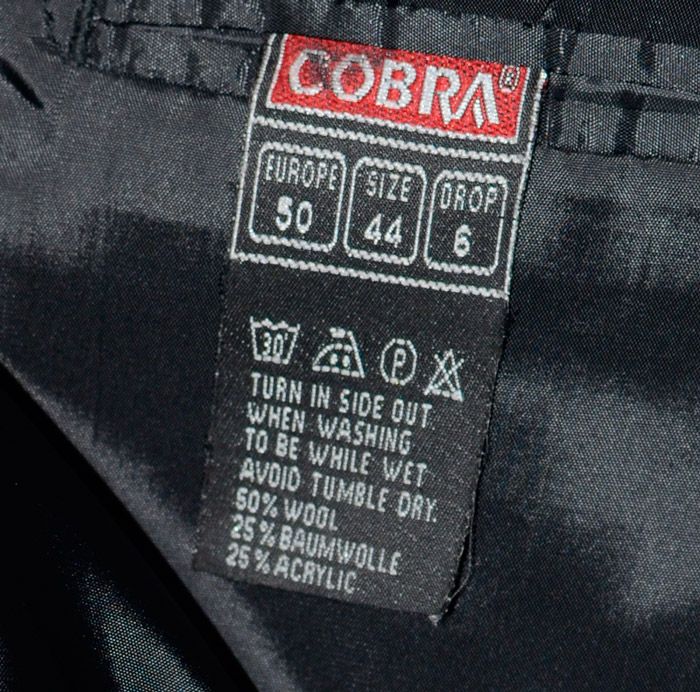 COBRA®
EUROPE SIZE DROP
50 44 6
30° P
TURN IN SIDE OUT
WHEN WASHING
TO BE WHILE WET
AVOID TUMBLE DRY.
50% WOOL
25% BAUMWOLLE
25% ACRYLIC